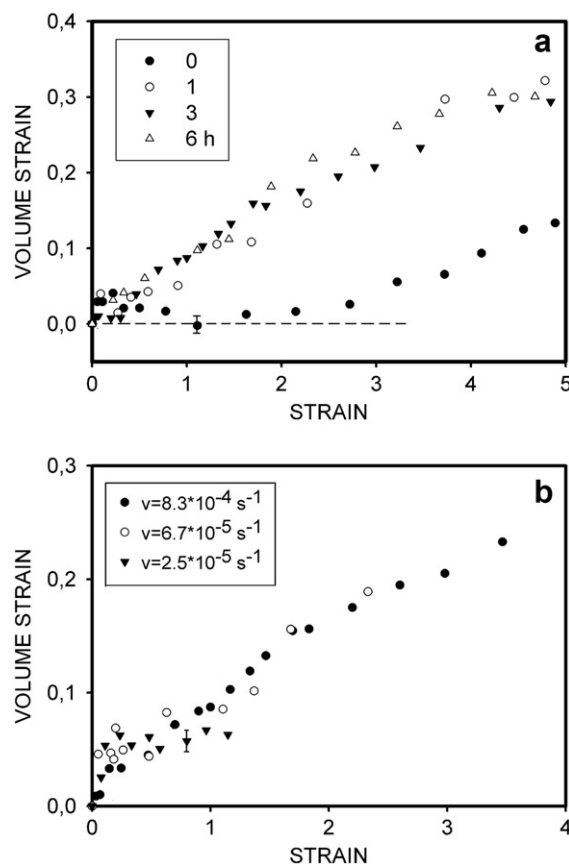 a
0,4
0,3
0,2
0,1
0,0
VOLUME STRAIN
0
1
3
6 h
0 1 2 3 4 5
STRAIN
b
0,3
0,2
0,1
0,0
VOLUME STRAIN
v=8.3*10⁻⁴ s⁻¹
v=6.7*10⁻⁵ s⁻¹
v=2.5*10⁻⁵ s⁻¹
0 1 2 3 4
STRAIN